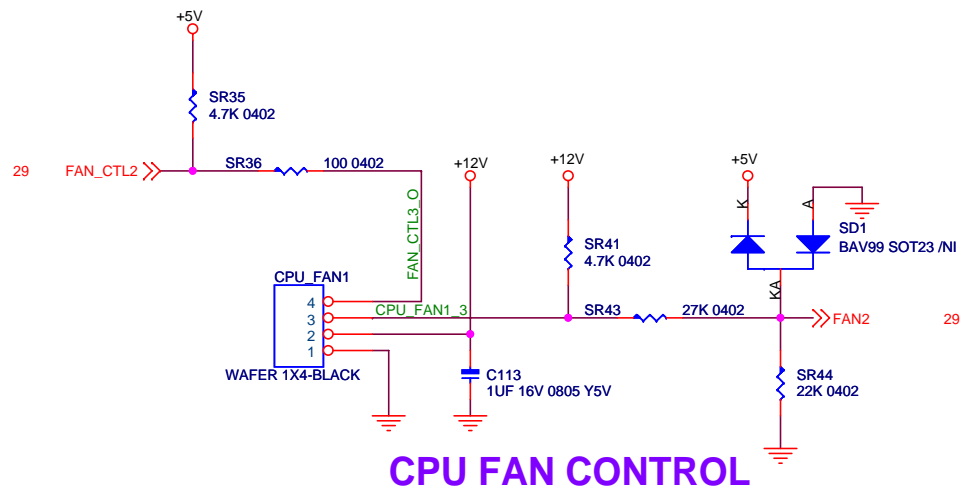 +5V
SR35
4.7K 0402
29
FAN_CTL2
SR36
100 0402
FAN_CTL3_O
+12V
+12V
+5V
K
A
SD1
BAV99 SOT23 /NI
KA
SR41
4.7K 0402
CPU_FAN1
4
3
2
1
CPU_FAN1_3
WAFER 1X4-BLACK
SR43
27K 0402
FAN2
29
C113
1UF 16V 0805 Y5V
SR44
22K 0402
CPU FAN CONTROL